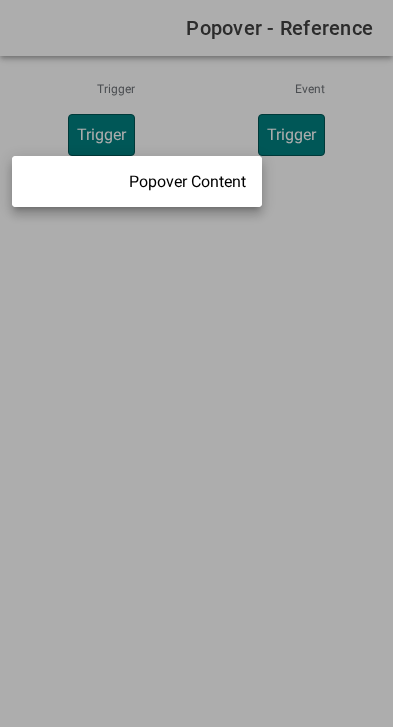 Popover - Reference
Trigger
Event
Trigger
Trigger
Popover Content